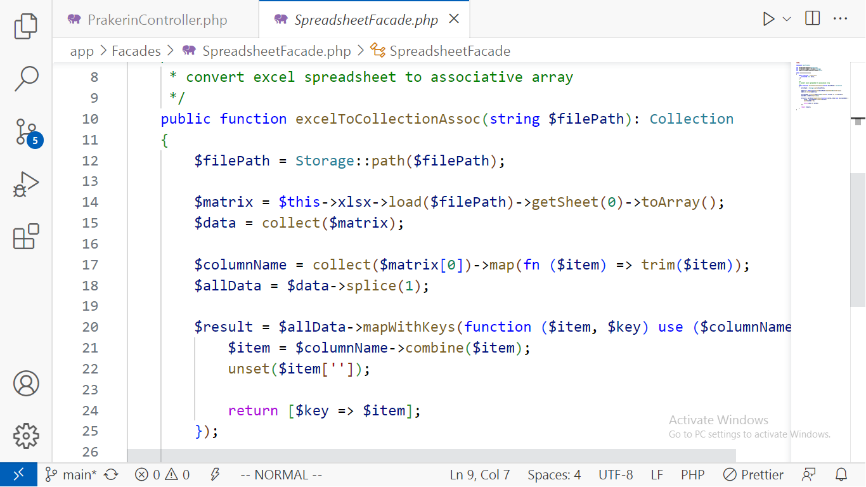 PrakerinController.php
SpreadsheetFacade.php
app > Facades > SpreadsheetFacade.php > SpreadsheetFacade
8 * convert excel spreadsheet to associative array
9 */
10 public function excelToCollectionAssoc(string $filePath): Collection
11 {
12 $filePath = Storage::path($filePath);
13
14 $matrix = $this->xlsx->load($filePath)->getSheet(0)->toArray();
15 $data = collect($matrix);
16
17 $columnName = collect($matrix[0])->map(fn ($item) => trim($item));
18 $allData = $data->splice(1);
19
20 $result = $allData->mapWithKeys(function ($item, $key) use ($columnName
21 $item = $columnName->combine($item);
22 unset($item['']);
23
24 return [$key => $item];
25 });
26
5
Activate Windows
Go to PC settings to activate Windows.
main* 0 0 -- NORMAL -- Ln 9, Col 7 Spaces: 4 UTF-8 LF PHP Prettier